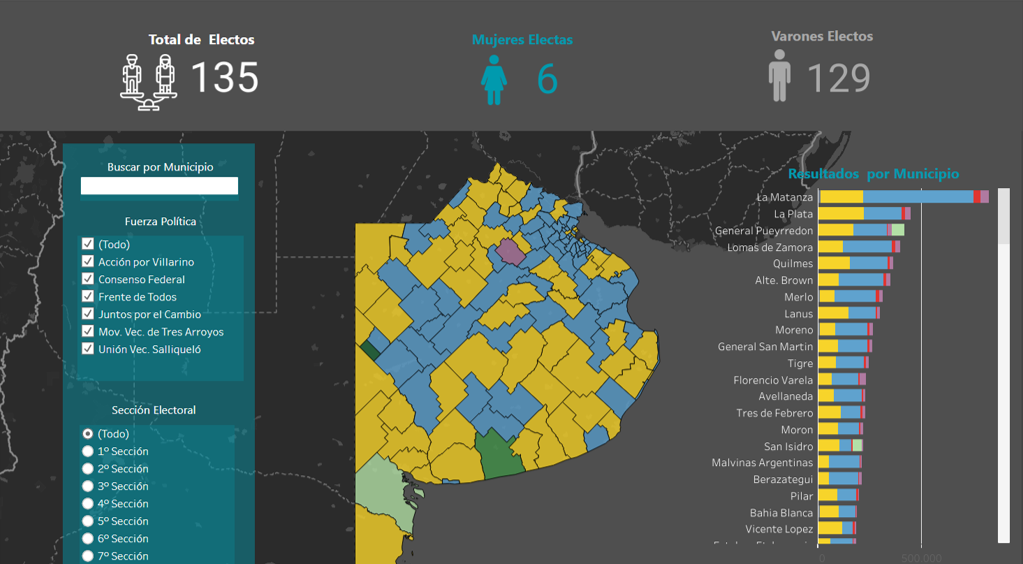 Total de Electos
135
Mujeres Electas
6
Varones Electos
129
Buscar por Municipio
Fuerza Política
(Todo)
Acción por Villarino
Consenso Federal
Frente de Todos
Juntos por el Cambio
Mov. Vec. de Tres Arroyos
Unión Vec. Salliqueló
Sección Electoral
(Todo)
1º Sección
2º Sección
3º Sección
4º Sección
5º Sección
6º Sección
7º Sección
Resultados por Municipio
La Matanza
La Plata
General Pueyrredon
Lomas de Zamora
Quilmes
Alte. Brown
Merlo
Lanus
Moreno
General San Martin
Tigre
Florencio Varela
Avellaneda
Tres de Febrero
Moron
San Isidro
Malvinas Argentinas
Berazategui
Pilar
Bahia Blanca
Vicente Lopez
0
500.000